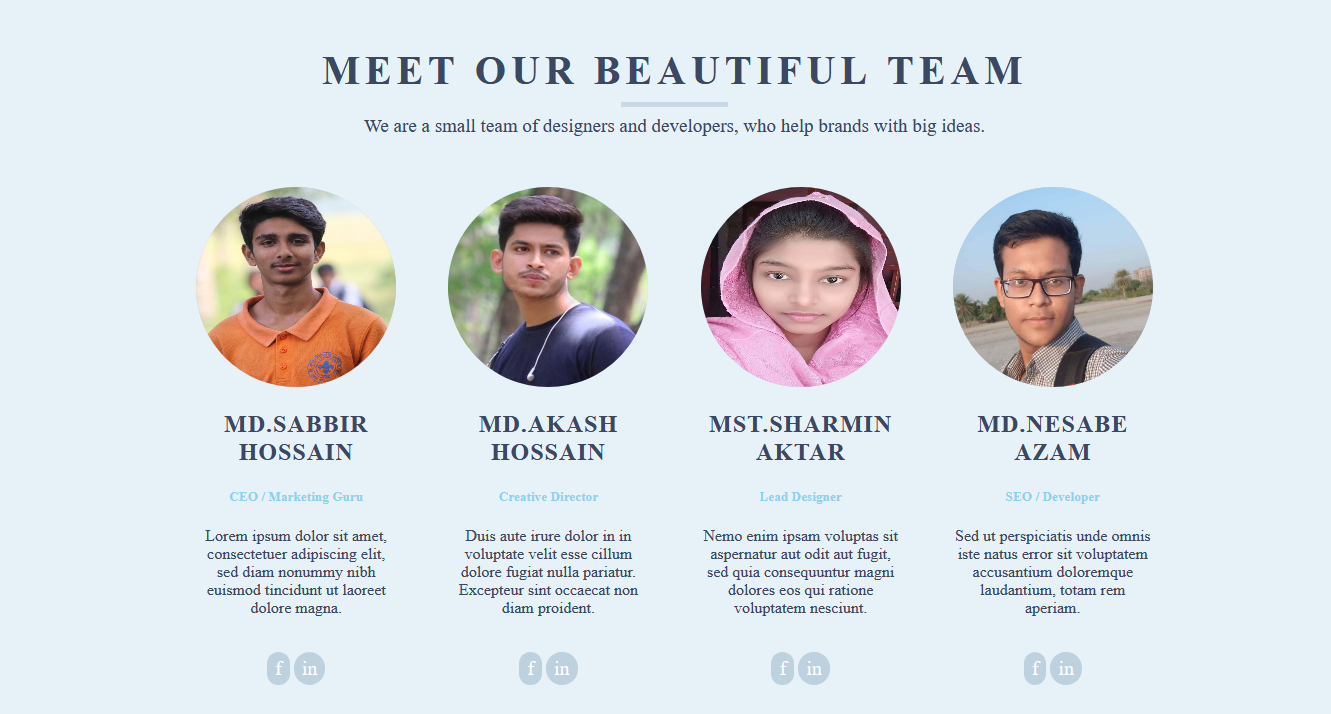 MEET OUR BEAUTIFUL TEAM
We are a small team of designers and developers, who help brands with big ideas.
MD.SABBIR
HOSSAIN
CEO / Marketing Guru
Lorem ipsum dolor sit amet,
consectetuer adipiscing elit,
sed diam nonummy nibh
euismod tincidunt ut laoreet
dolore magna.
f in
MD.AKASH
HOSSAIN
Creative Director
Duis aute irure dolor in in
voluptate velit esse cillum
dolore fugiat nulla pariatur.
Excepteur sint occaecat non
diam proident.
f in
MST.SHARMIN
AKTAR
Lead Designer
Nemo enim ipsam voluptas sit
aspernatur aut odit aut fugit,
sed quia consequuntur magni
dolores eos qui ratione
voluptatem nesciunt.
f in
MD.NESABE
AZAM
SEO / Developer
Sed ut perspiciatis unde omnis
iste natus error sit voluptatem
accusantium doloremque
laudantium, totam rem
aperiam.
f in